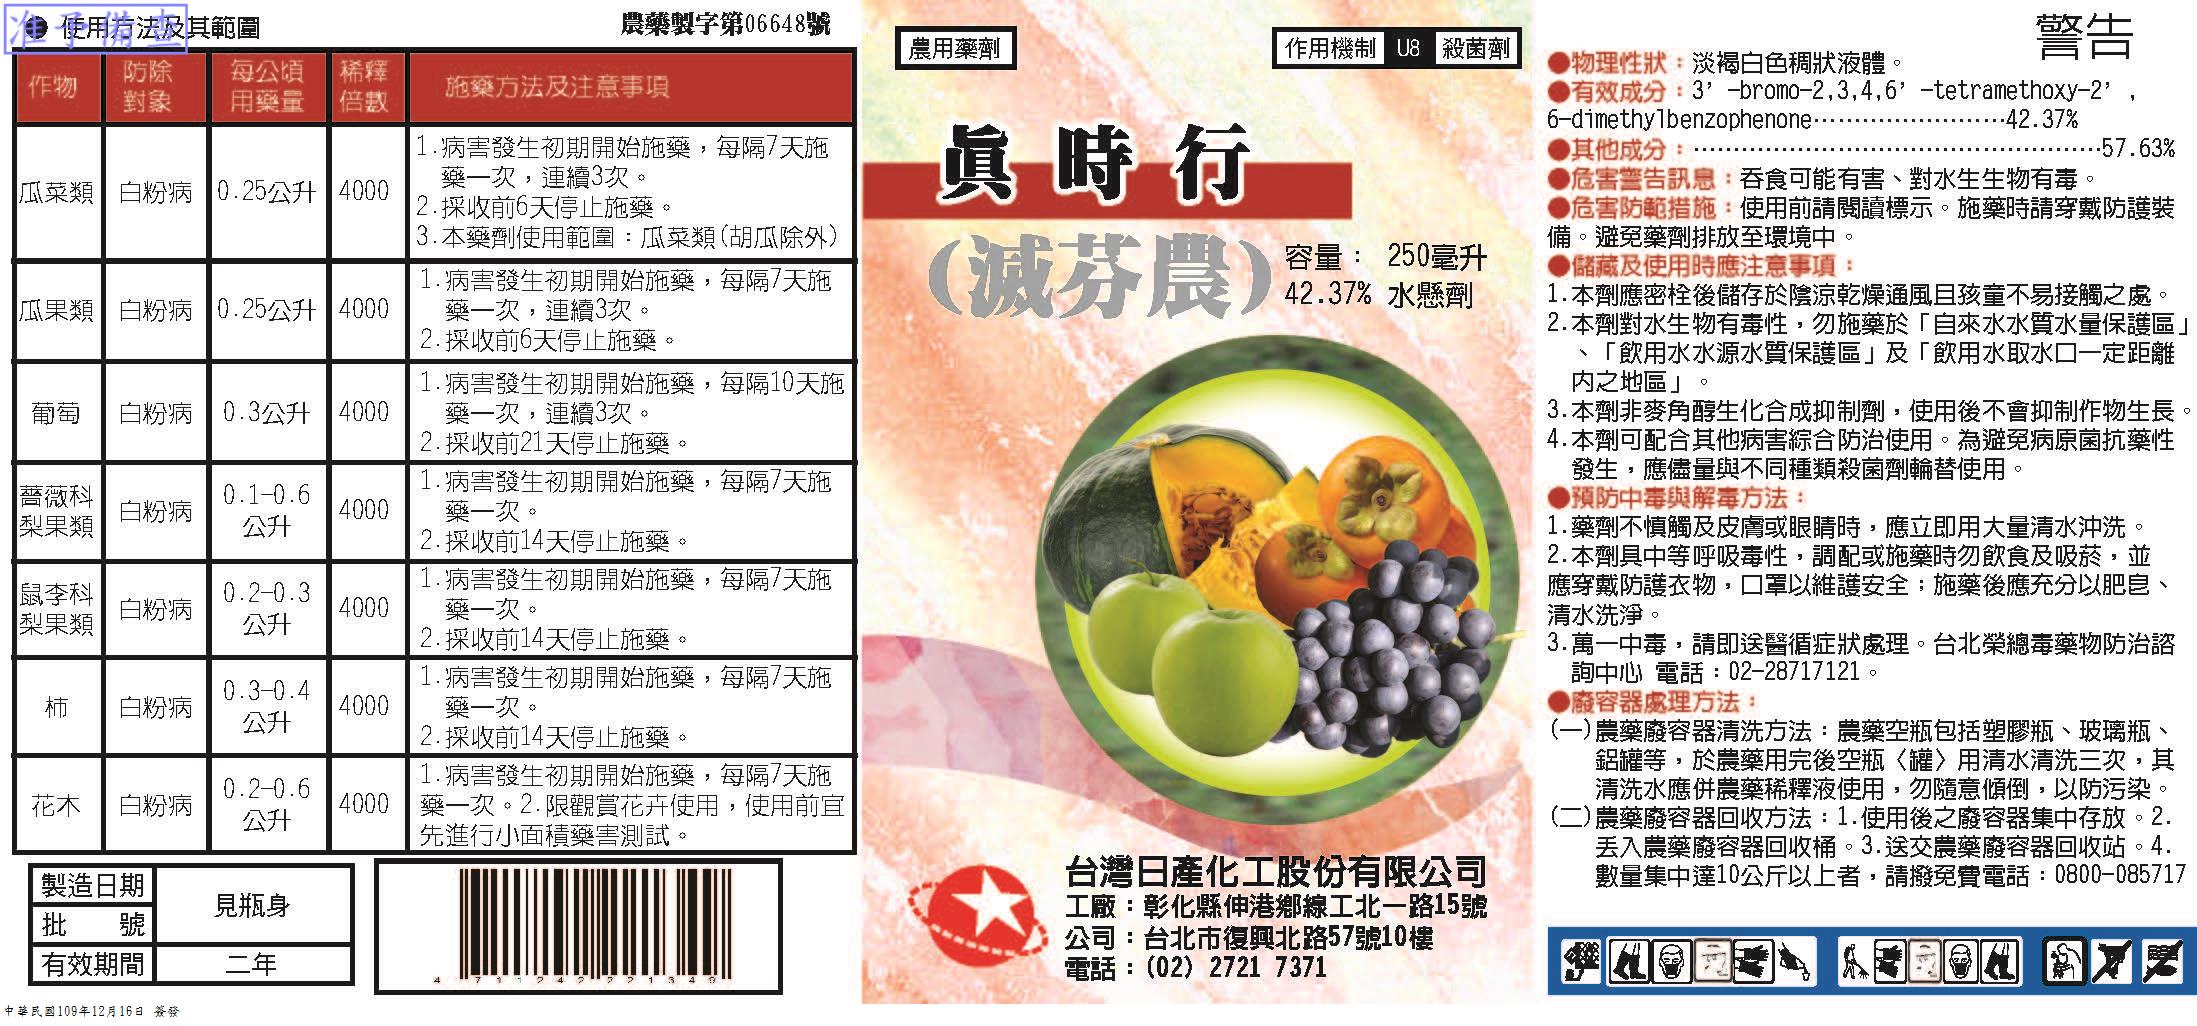 准予備查
● 使用方法及其範圍
農藥製字第06648號
作物
防除
對象
每公頃
用藥量
稀釋
倍數
施藥方法及注意事項
瓜菜類
白粉病
0.25公升
4000
1.病害發生初期開始施藥，每隔7天施
藥一次，連續3次。
2.採收前6天停止施藥。
3.本藥劑使用範圍：瓜菜類(胡瓜除外)
瓜果類
白粉病
0.25公升
4000
1.病害發生初期開始施藥，每隔7天施
藥一次，連續3次。
2.採收前6天停止施藥。
葡萄
白粉病
0.3公升
4000
1.病害發生初期開始施藥，每隔10天施
藥一次，連續3次。
2.採收前21天停止施藥。
薔薇科
梨果類
白粉病
0.1-0.6
公升
4000
1.病害發生初期開始施藥，每隔7天施
藥一次。
2.採收前14天停止施藥。
鼠李科
梨果類
白粉病
0.2-0.3
公升
4000
1.病害發生初期開始施藥，每隔7天施
藥一次。
2.採收前14天停止施藥。
柿
白粉病
0.3-0.4
公升
4000
1.病害發生初期開始施藥，每隔7天施
藥一次。
2.採收前14天停止施藥。
花木
白粉病
0.2-0.6
公升
4000
1.病害發生初期開始施藥，每隔7天施
藥一次。2.限觀賞花卉使用，使用前宜
先進行小面積藥害測試。
製造日期
批　　號
見瓶身
有效期間
二年
4 711242 221349
中華民國109年12月16日 簽發
農用藥劑
作用機制 U8 殺菌劑
真時行
(滅芬農)
容量： 250毫升
42.37% 水懸劑
台灣日產化工股份有限公司
工廠：彰化縣伸港鄉線工北一路15號
公司：台北市復興北路57號10樓
電話：(02) 2721 7371
警告
●物理性狀：淡褐白色稠狀液體。
●有效成分：3’-bromo-2,3,4,6’-tetramethoxy-2’,
6-dimethylbenzophenone……………………42.37%
●其他成分：……………………………………………57.63%
●危害警告訊息：吞食可能有害、對水生生物有毒。
●危害防範措施：使用前請閱讀標示。施藥時請穿戴防護裝
備。避免藥劑排放至環境中。
●儲藏及使用時應注意事項：
1.本劑應密栓後儲存於陰涼乾燥通風且孩童不易接觸之處。
2.本劑對水生物有毒性，勿施藥於「自來水水質水量保護區」
、「飲用水水源水質保護區」及「飲用水取水口一定距離
內之地區」。
3.本劑非麥角醇生化合成抑制劑，使用後不會抑制作物生長。
4.本劑可配合其他病害綜合防治使用。為避免病原菌抗藥性
發生，應儘量與不同種類殺菌劑輪替使用。
●預防中毒與解毒方法：
1.藥劑不慎觸及皮膚或眼睛時，應立即用大量清水沖洗。
2.本劑具中等呼吸毒性，調配或施藥時勿飲食及吸菸，並
應穿戴防護衣物，口罩以維護安全；施藥後應充分以肥皂、
清水洗淨。
3.萬一中毒，請即送醫循症狀處理。台北榮總毒藥物防治諮
詢中心 電話：02-28717121。
●廢容器處理方法：
(一)農藥廢容器清洗方法：農藥空瓶包括塑膠瓶、玻璃瓶、
鋁罐等，於農藥用完後空瓶〈罐〉用清水清洗三次，其
清洗水應併農藥稀釋液使用，勿隨意傾倒，以防污染。
(二)農藥廢容器回收方法：1.使用後之廢容器集中存放。2.
丟入農藥廢容器回收桶。3.送交農藥廢容器回收站。4.
數量集中達10公斤以上者，請撥免費電話：0800-085717